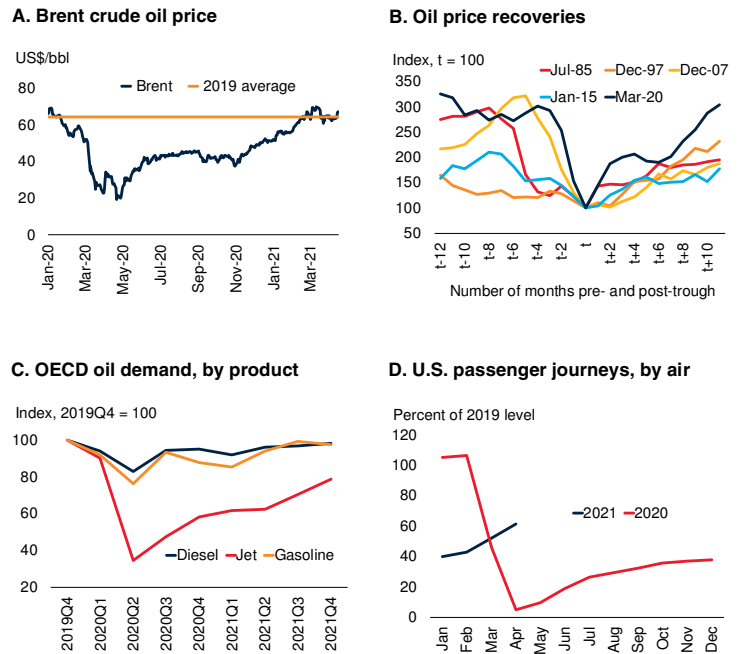 A. Brent crude oil price
US$/bbl
Brent
2019 average
80
60
40
20
0
Jan-20
Mar-20
May-20
Jul-20
Sep-20
Nov-20
Jan-21
Mar-21
B. Oil price recoveries
Index, t = 100
Jul-85
Dec-97
Dec-07
Jan-15
Mar-20
350
300
250
200
150
100
50
t-12
t-10
t-8
t-6
t-4
t-2
t
t+2
t+4
t+6
t+8
t+10
Number of months pre- and post-trough
C. OECD oil demand, by product
Index, 2019Q4 = 100
100
80
60
40
20
Diesel
Jet
Gasoline
2019Q4
2020Q1
2020Q2
2020Q3
2020Q4
2021Q1
2021Q2
2021Q3
2021Q4
D. U.S. passenger journeys, by air
Percent of 2019 level
120
100
80
60
40
20
0
2021
2020
Jan
Feb
Mar
Apr
May
Jun
Jul
Aug
Sep
Oct
Nov
Dec